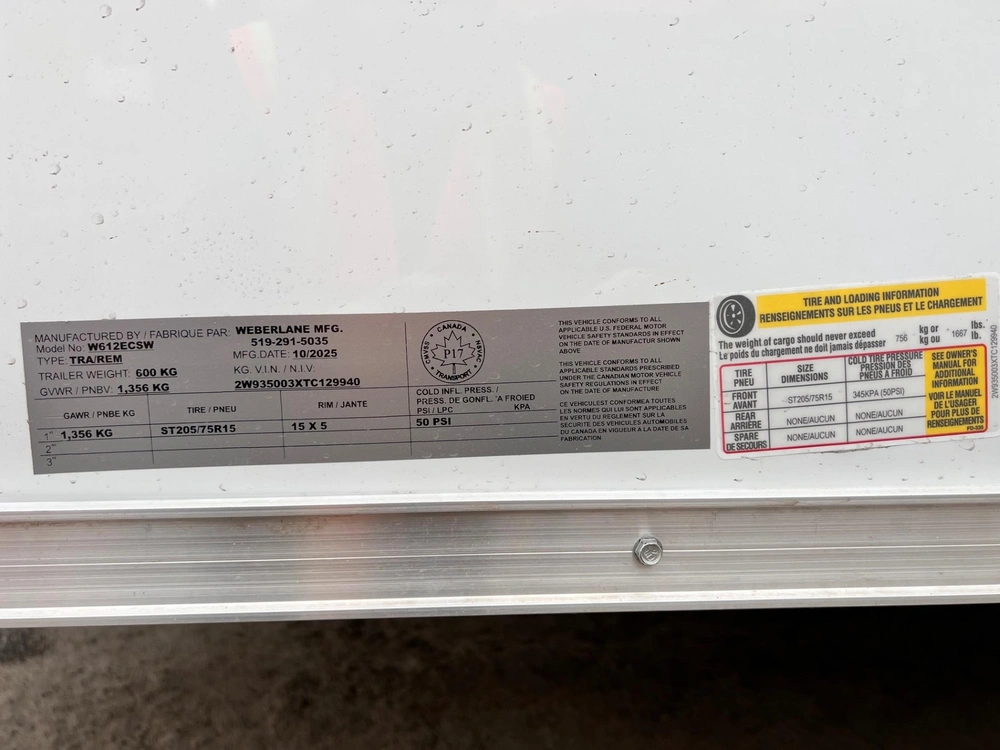 MANUFACTURED BY / FABRIQUE PAR: WEBERLANE MFG.
Model No: W612ECSW 519-291-5035
TYPE: TRA/REM MFG.DATE: 10/2025
TRAILER WEIGHT: 600 KG KG. V.I.N. / N.I.V.
GVWR / PNBV: 1,356 KG 2W935003XTC129940
GAWR / PNBE KG TIRE / PNEU RIM / JANTE
COLD INFL. PRESS. /
PRESS. DE GONFL. 'A FROIED
PSI / LPC KPA
1" 1,356 KG ST205/75R15 15 X 5 50 PSI
2"
3"
CANADA
CMVSS NSVAC
P17
TRANSPORT
THIS VEHICLE CONFORMS TO ALL
APPLICABLE U.S. FEDERAL MOTOR
VEHICLE SAFETY STANDARDS IN EFFECT
ON THE DATE OF MANUFACTUR SHOWN
ABOVE
THIS VEHICLE CONFORMS TO ALL
APPLICABLE STANDARDS PRESCRIBED
UNDER THE CANADIAN MOTOR VEHICLE
SAFETY REGULATIONS IN EFFECT
ON THE DATE OF MANUFACTURE
CE VEHICULEST CONFORMEA TOUTES
LES NORMES QUI LUI SONT APPLICABLES
EN VERTU DU REGLEMENT SUR LA
SECURITE DES VEHICULES AUTOMOBILES
DU CANADA EN VIGUEUR A LA DATE DE SA
FABRICATION
TIRE AND LOADING INFORMATION
RENSEIGNEMENTS SUR LES PNEUS ET LE CHARGEMENT
The weight of cargo should never exceed 756 kg or 1667 lbs.
Le poids du chargement ne doit jamais dépasser kg ou lb.
TIRE
PNEU
SIZE
DIMENSIONS
COLD TIRE PRESSURE
PRESSION DES
PNEUS À FROID
FRONT
AVANT
ST205/75R15
345KPA (50PSI)
REAR
ARRIÈRE
NONE/AUCUN
NONE/AUCUN
SPARE
DE SECOURS
NONE/AUCUN
NONE/AUCUN
SEE OWNER'S
MANUAL FOR
ADDITIONAL
INFORMATION
VOIR LE MANUEL
DE L'USAGER
POUR PLUS DE
RENSEIGNEMENTS
2W935003XTC129940